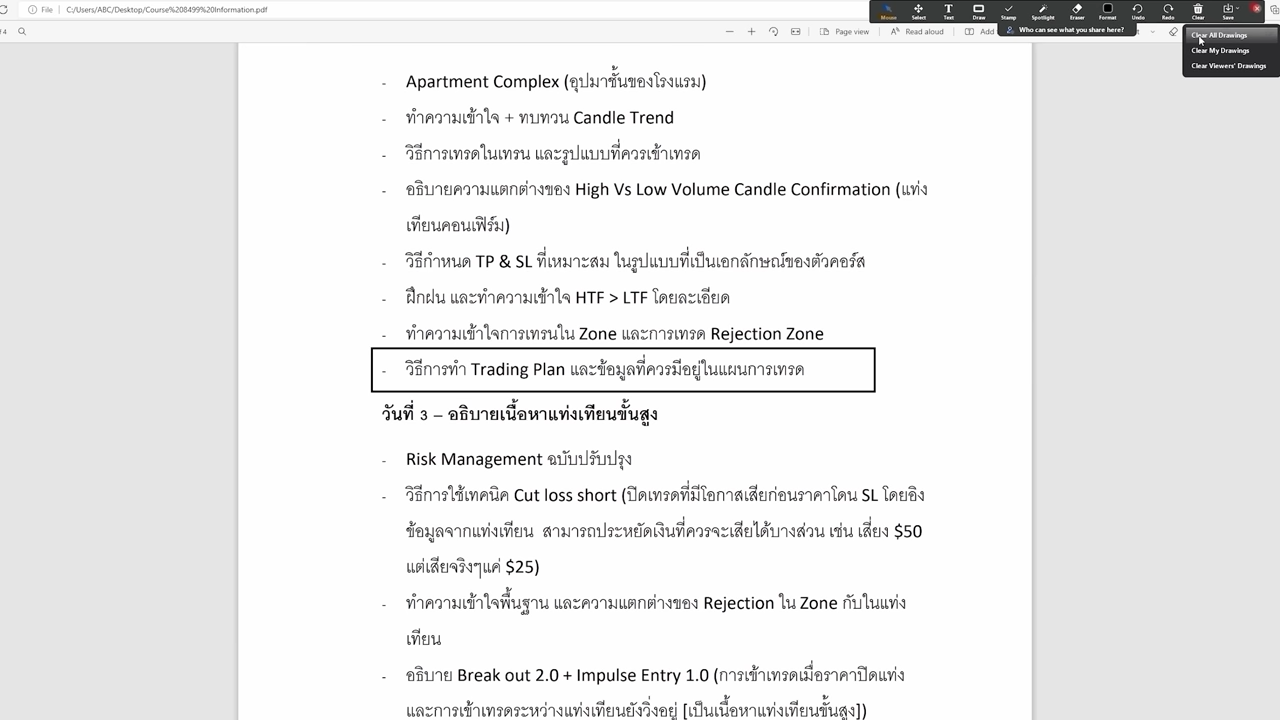 File C:/Users/ABC/Desktop/Course%208499%20Information.pdf
Mouse Select Text Draw Stamp Spotlight Eraser Format Undo Redo Clear Save
Who can see what you share here?
Page view Read aloud Add
Clear All Drawings
Clear My Drawings
Clear Viewers' Drawings
- Apartment Complex (อุปมาชั้นของโรงแรม)
- ทำความเข้าใจ + ทบทวน Candle Trend
- วิธีการเทรดในเทรน และรูปแบบที่ควรเข้าเทรด
- อธิบายความแตกต่างของ High Vs Low Volume Candle Confirmation (แท่ง
เทียนคอนเฟิร์ม)
- วิธีกำหนด TP & SL ที่เหมาะสม ในรูปแบบที่เป็นเอกลักษณ์ของตัวคอร์ส
- ฝึกฝน และทำความเข้าใจ HTF > LTF โดยละเอียด
- ทำความเข้าใจการเทรนใน Zone และการเทรด Rejection Zone
- วิธีการทำ Trading Plan และข้อมูลที่ควรมีอยู่ในแผนการเทรด
วันที่ 3 – อธิบายเนื้อหาแท่งเทียนขั้นสูง
- Risk Management ฉบับปรับปรุง
- วิธีการใช้เทคนิค Cut loss short (ปิดเทรดที่มีโอกาสเสียก่อนราคาโดน SL โดยอิง
ข้อมูลจากแท่งเทียน สามารถประหยัดเงินที่ควรจะเสียได้บางส่วน เช่น เสี่ยง $50
แต่เสียจริงๆแค่ $25)
- ทำความเข้าใจพื้นฐาน และความแตกต่างของ Rejection ใน Zone กับในแท่ง
เทียน
- อธิบาย Break out 2.0 + Impulse Entry 1.0 (การเข้าเทรดเมื่อราคาปิดแท่ง
และการเข้าเทรดระหว่างแท่งเทียนยังวิ่งอยู่ [เป็นเนื้อหาแท่งเทียนขั้นสูง])